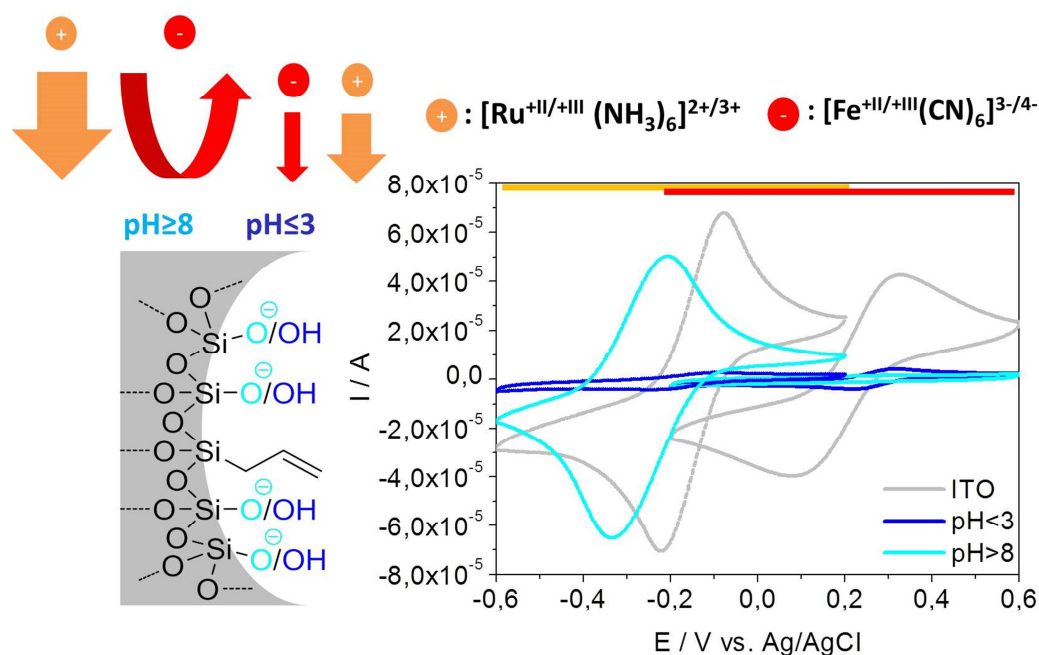 + - - +
+ : [Ru+II/+III (NH3)6]2+/3+ - : [Fe+II/+III(CN)6]3-/4-
pH≥8 pH≤3
O
O Si O⊖/OH
O
O Si O⊖/OH
O
O Si
O
O Si O⊖/OH
O
O Si O⊖/OH
O
8,0x10-5
6,0x10-5
4,0x10-5
2,0x10-5
0,0
-2,0x10-5
-4,0x10-5
-6,0x10-5
-8,0x10-5
I / A
ITO
pH<3
pH>8
-0,6 -0,4 -0,2 0,0 0,2 0,4 0,6
E / V vs. Ag/AgCl